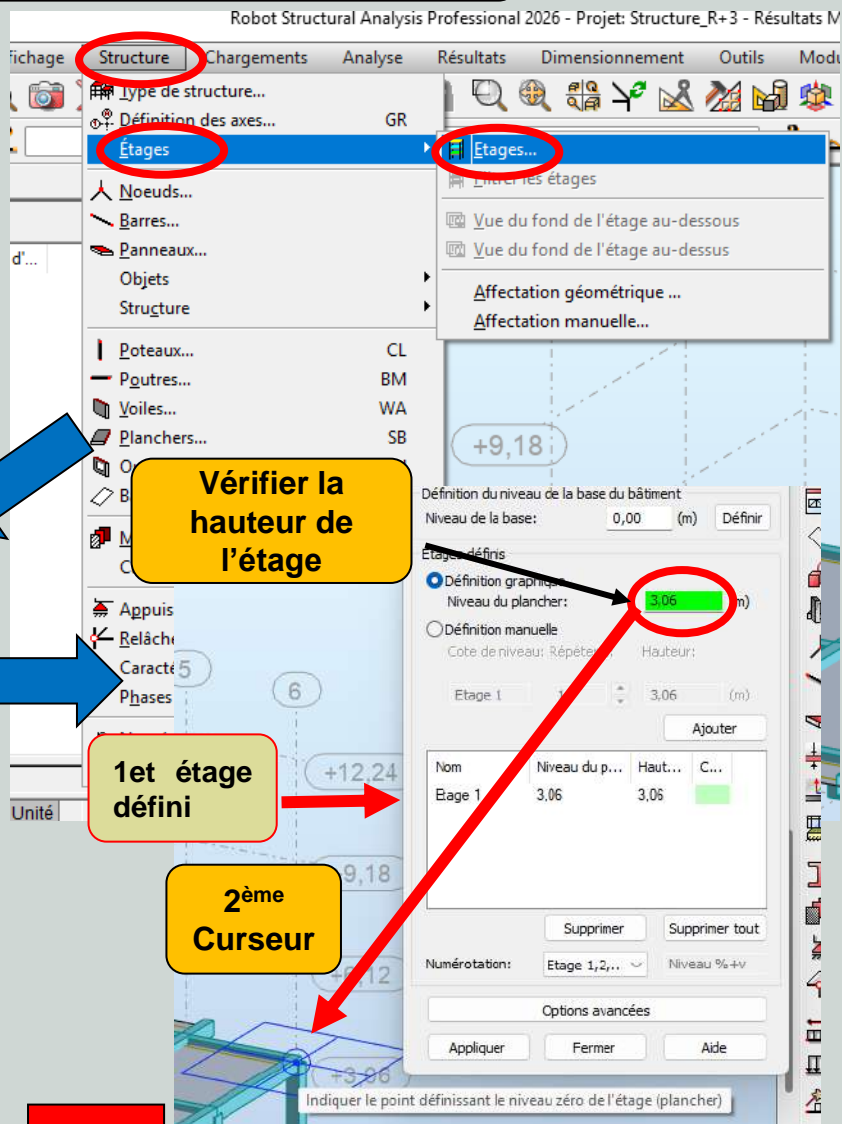 Robot Structural Analysis Professional 2026 - Projet: Structure_R+3 - Résultats M
fichage Structure Chargements Analyse Résultats Dimensionnement Outils Modu
Type de structure...
Définition des axes... GR
Étages
Etages...
Filtrer les étages
Vue du fond de l'étage au-dessous
Vue du fond de l'étage au-dessus
Affectation géométrique ...
Affectation manuelle...
Noeuds...
Barres...
Panneaux...
d'...
Objets
Structure
Poteaux... CL
Poutres... BM
Voiles... WA
Planchers... SB
+9,18
Vérifier la
hauteur de
l'étage
Appuis
Relâche
Caracté
Phases
Définition du niveau de la base du bâtiment
Niveau de la base: 0,00 (m) Définir
Etages définis
Définition graphique
Niveau du plancher: 3,06 m)
Définition manuelle
Cote de niveau: Répéter Hauteur:
Etage 1 3,06 (m)
Ajouter
Nom Niveau du p... Haut... C...
Etage 1 3,06 3,06
Supprimer Supprimer tout
Numérotation: Etage 1,2,.. Niveau %+v
Options avancées
Appliquer Fermer Aide
5
6
1et étage
défini
+12,24
Unité
+9,18
2ème
Curseur
+6,12
+3,06
Indiquer le point définissant le niveau zéro de l'étage (plancher)